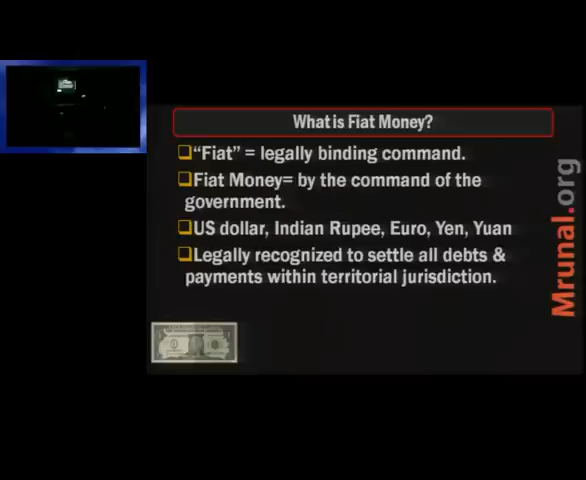 What is Fiat Money?
"Fiat" = legally binding command.
Fiat Money= by the command of the
government.
US dollar, Indian Rupee, Euro, Yen, Yuan
Legally recognized to settle all debts &
payments within territorial jurisdiction.
Mrunal.org